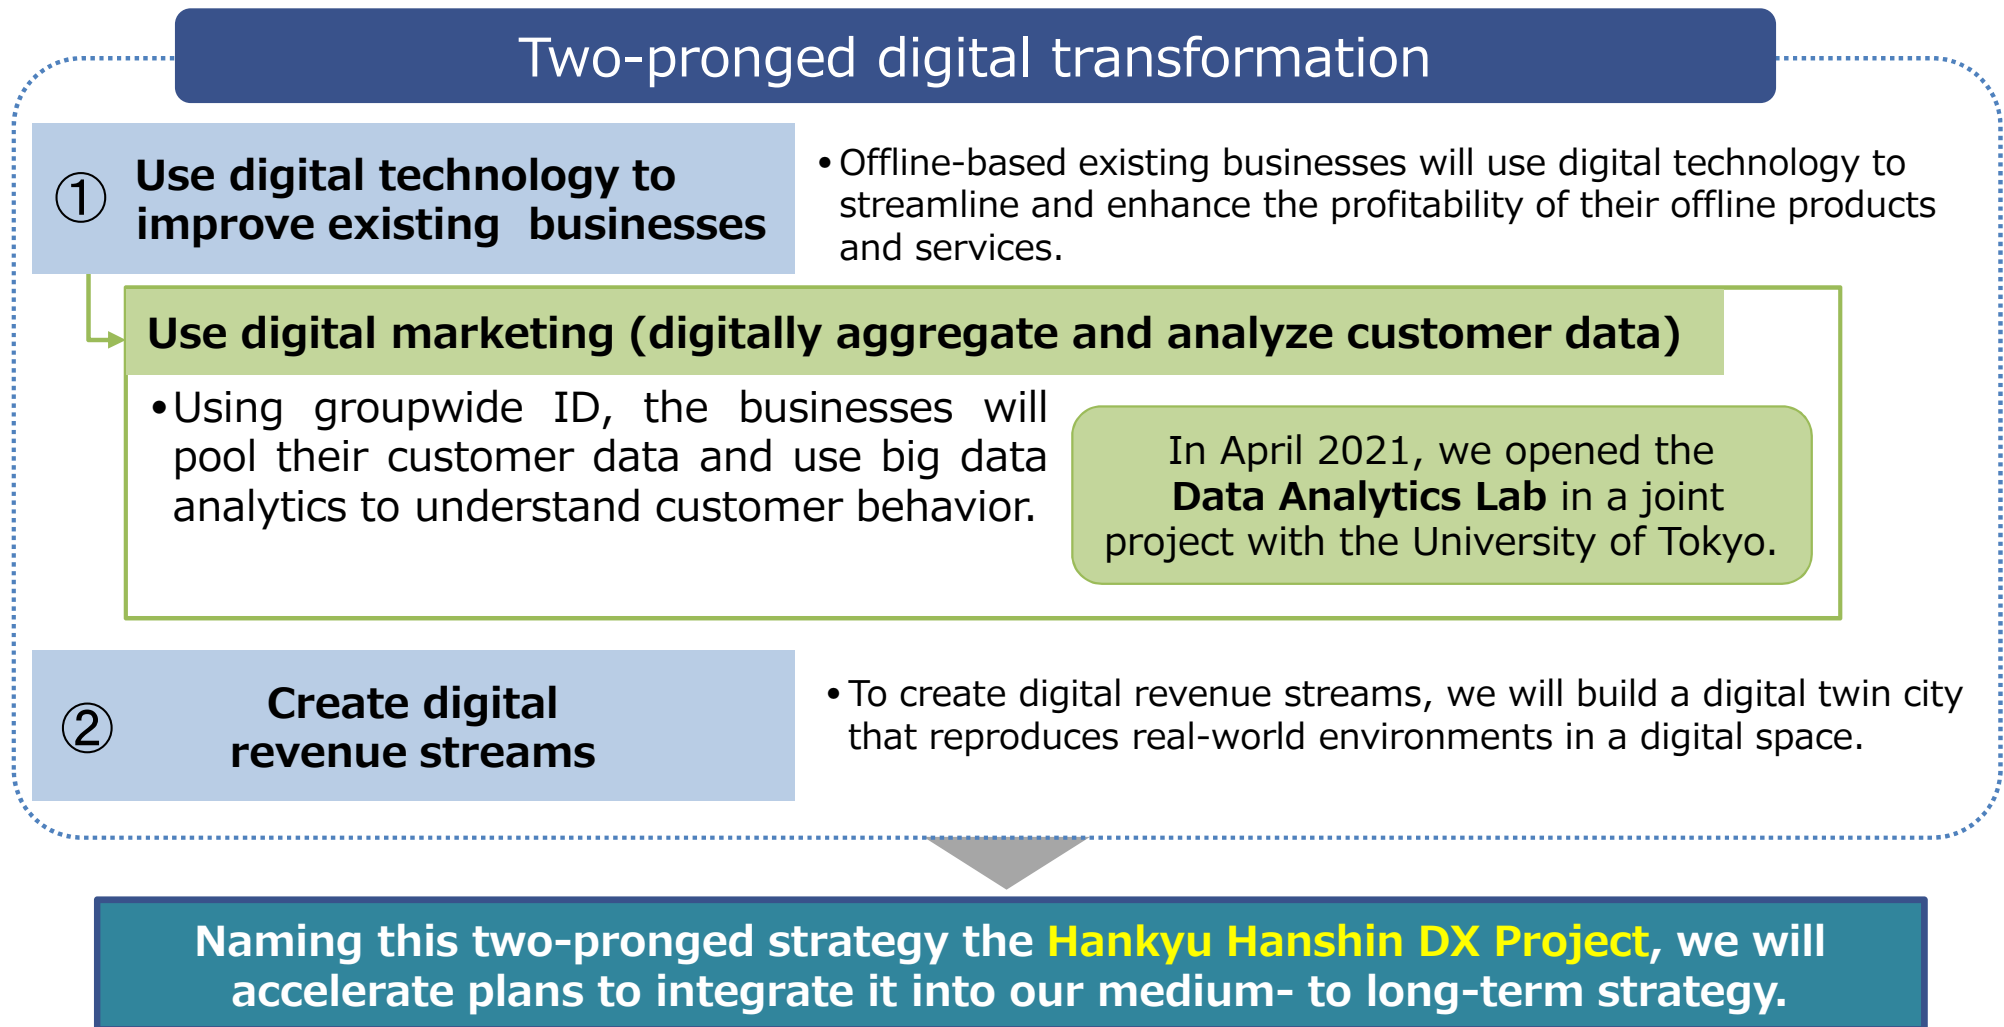 Two-pronged digital transformation
① Use digital technology to
improve existing businesses
•Offline-based existing businesses will use digital technology to
streamline and enhance the profitability of their offline products
and services.
Use digital marketing (digitally aggregate and analyze customer data)
•Using groupwide ID, the businesses will
pool their customer data and use big data
analytics to understand customer behavior.
In April 2021, we opened the
Data Analytics Lab in a joint
project with the University of Tokyo.
② Create digital
revenue streams
•To create digital revenue streams, we will build a digital twin city
that reproduces real-world environments in a digital space.
Naming this two-pronged strategy the Hankyu Hanshin DX Project, we will
accelerate plans to integrate it into our medium- to long-term strategy.